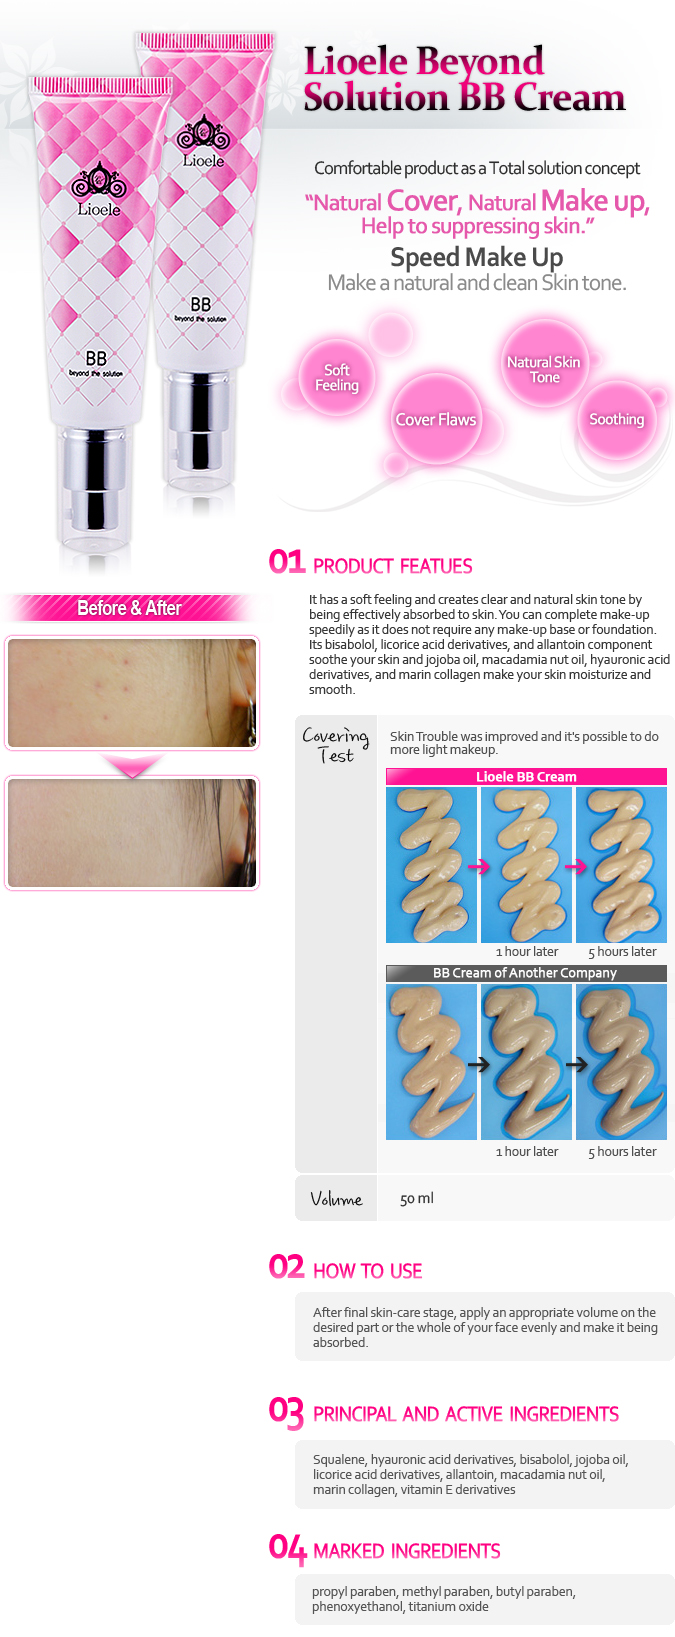 Lioele Beyond
Solution BB Cream
Comfortable product as a Total solution concept
“Natural Cover, Natural Make up,
Help to suppressing skin.”
Speed Make Up
Make a natural and clean Skin tone.
Lioele
BB
Beyond the solution
Lioele
BB
Beyond the solution
Soft
Feeling
Cover Flaws
Natural Skin
Tone
Soothing
01 PRODUCT FEATUES
Before & After
It has a soft feeling and creates clear and natural skin tone by
being effectively absorbed to skin. You can complete make-up
speedily as it does not require any make-up base or foundation.
Its bisabolol, licorice acid derivatives, and allantoin component
soothe your skin and jojoba oil, macadamia nut oil, hyauronic acid
derivatives, and marin collagen make your skin moisturize and
smooth.
Covering
Test
Skin Trouble was improved and it's possible to do
more light makeup.
Lioele BB Cream
1 hour later
5 hours later
BB Cream of Another Company
1 hour later
5 hours later
Volume
50 ml
02 HOW TO USE
After final skin-care stage, apply an appropriate volume on the
desired part or the whole of your face evenly and make it being
absorbed.
03 PRINCIPAL AND ACTIVE INGREDIENTS
Squalene, hyauronic acid derivatives, bisabolol, jojoba oil,
licorice acid derivatives, allantoin, macadamia nut oil,
marin collagen, vitamin E derivatives
04 MARKED INGREDIENTS
propyl paraben, methyl paraben, butyl paraben,
phenoxyethanol, titanium oxide